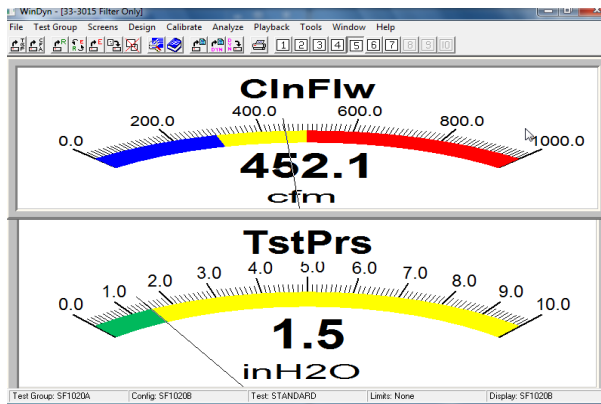 WinDyn - [33-3015 Filter Only]
File Test Group Screens Design Calibrate Analyze Playback Tools Window Help
1 2 3 4 5 6 7 8 9 10
ClnFlw
0.0 200.0 400.0 600.0 800.0 1000.0
452.1
cfm
TstPrs
0.0 1.0 2.0 3.0 4.0 5.0 6.0 7.0 8.0 9.0 10.0
1.5
inH2O
Test Group: SF1020A Config: SF1020B Test: STANDARD Limits: None Display: SF1020B